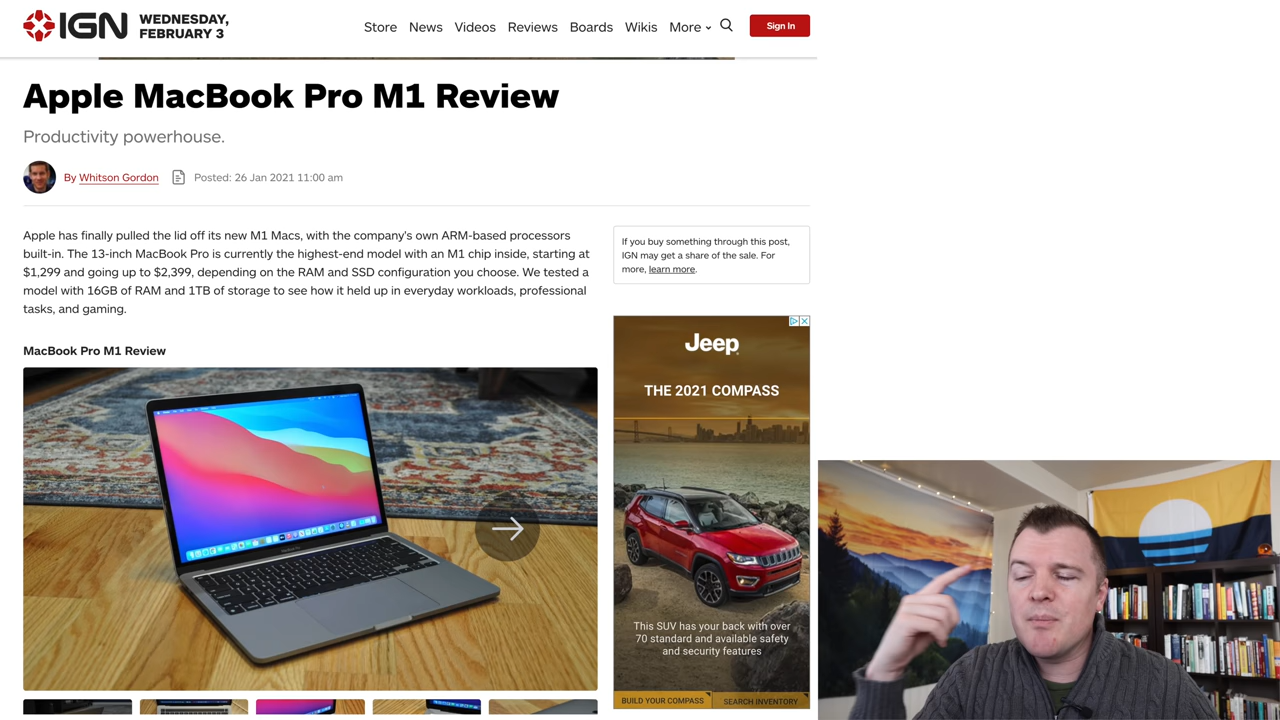 IGN
WEDNESDAY,
FEBRUARY 3
Store News Videos Reviews Boards Wikis More
Sign In
Apple MacBook Pro M1 Review
Productivity powerhouse.
By Whitson Gordon
Posted: 26 Jan 2021 11:00 am
Apple has finally pulled the lid off its new M1 Macs, with the company's own ARM-based processors
built-in. The 13-inch MacBook Pro is currently the highest-end model with an M1 chip inside, starting at
$1,299 and going up to $2,399, depending on the RAM and SSD configuration you choose. We tested a
model with 16GB of RAM and 1TB of storage to see how it held up in everyday workloads, professional
tasks, and gaming.
MacBook Pro M1 Review
If you buy something through this post,
IGN may get a share of the sale. For
more, learn more.
Jeep
THE 2021 COMPASS
This SUV has your back with over
70 standard and available safety
and security features
BUILD YOUR COMPASS
SEARCH INVENTORY